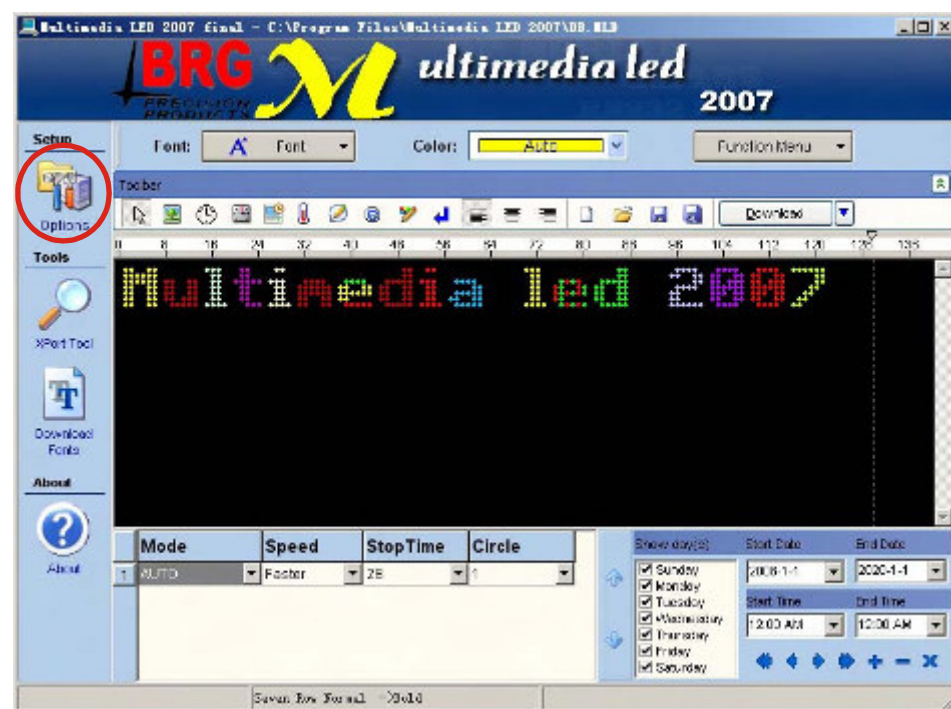 Multimedia LED 2007 final - C:\Program Files\Multimedia LED 2007\DB.MLD
BRG Multimedia led
PRECISION 2007
PRODUCTS
Setup
Font: A Font Color: Auto Function Menu
Toolbar
Options
Download
0 8 16 24 32 40 48 56 64 72 80 88 96 104 112 120 128 136
Tools
Multimedia led 2007
XPort Tool
Download
Fonts
About
About
Mode Speed StopTime Circle
1 AUTO Faster 2S 1
Show day(s) Start Date End Date
Sunday 2006-1-1 2020-1-1
Monday
Tuesday Start Time End Time
Wednesday 12:00 AM 12:00 AM
Thursday
Friday
Saturday
Seven Row Normal ->Bold